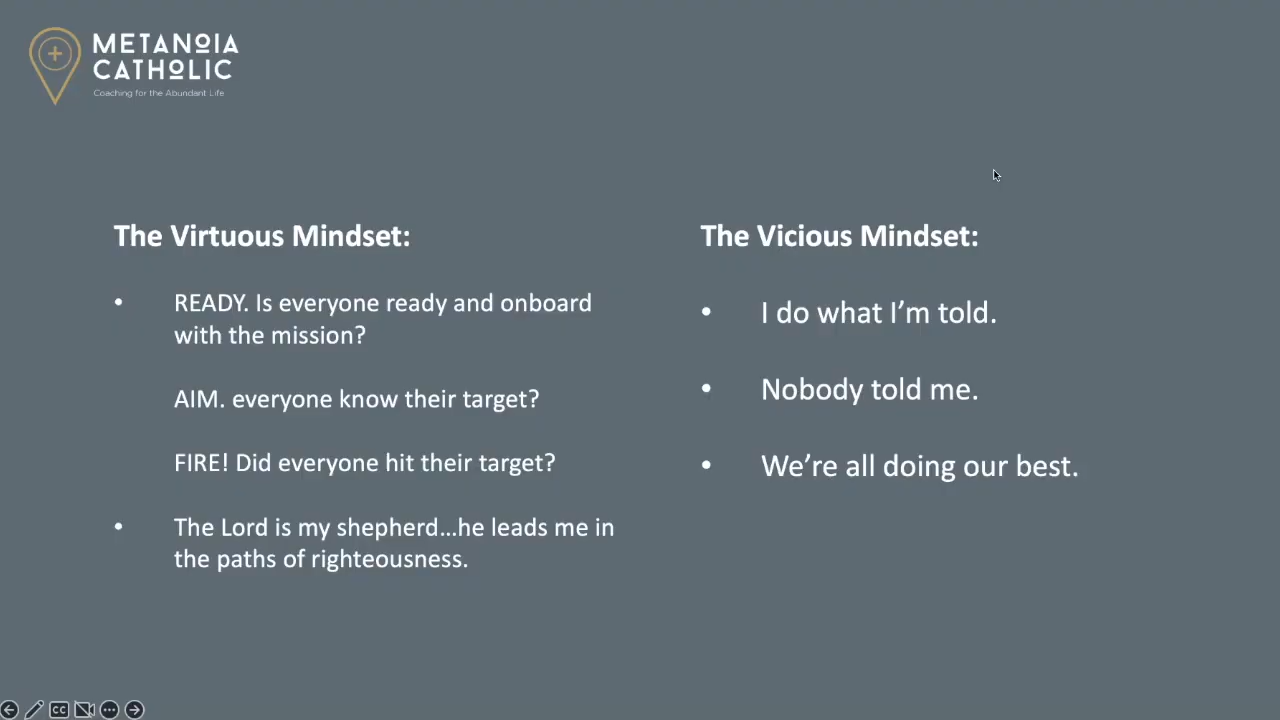 METANOIA
CATHOLIC
Coaching for the Abundant Life
The Virtuous Mindset:
• READY. Is everyone ready and onboard
with the mission?
AIM. everyone know their target?
FIRE! Did everyone hit their target?
• The Lord is my shepherd…he leads me in
the paths of righteousness.
The Vicious Mindset:
• I do what I’m told.
• Nobody told me.
• We’re all doing our best.
CC